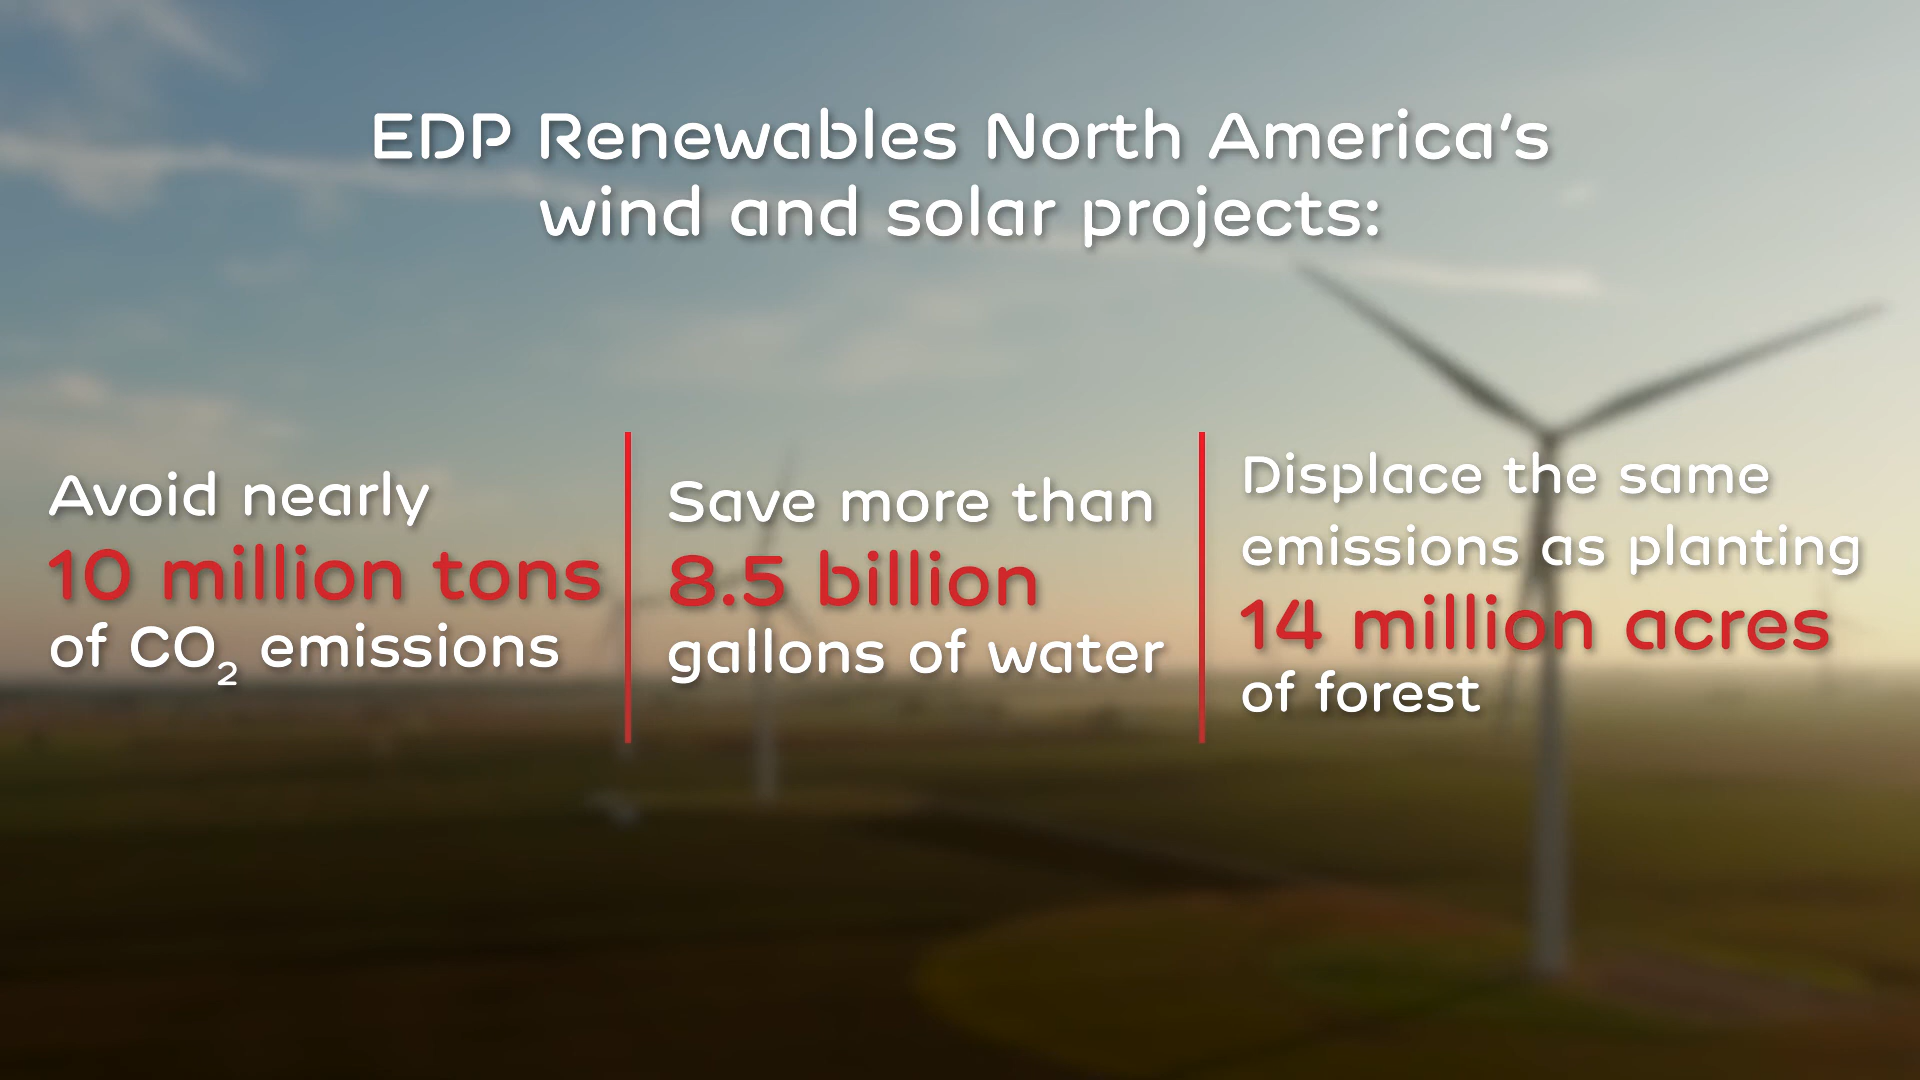 EDP Renewables North America's
wind and solar projects:
Avoid nearly
10 million tons
of CO₂ emissions
Save more than
8.5 billion
gallons of water
Displace the same
emissions as planting
14 million acres
of forest